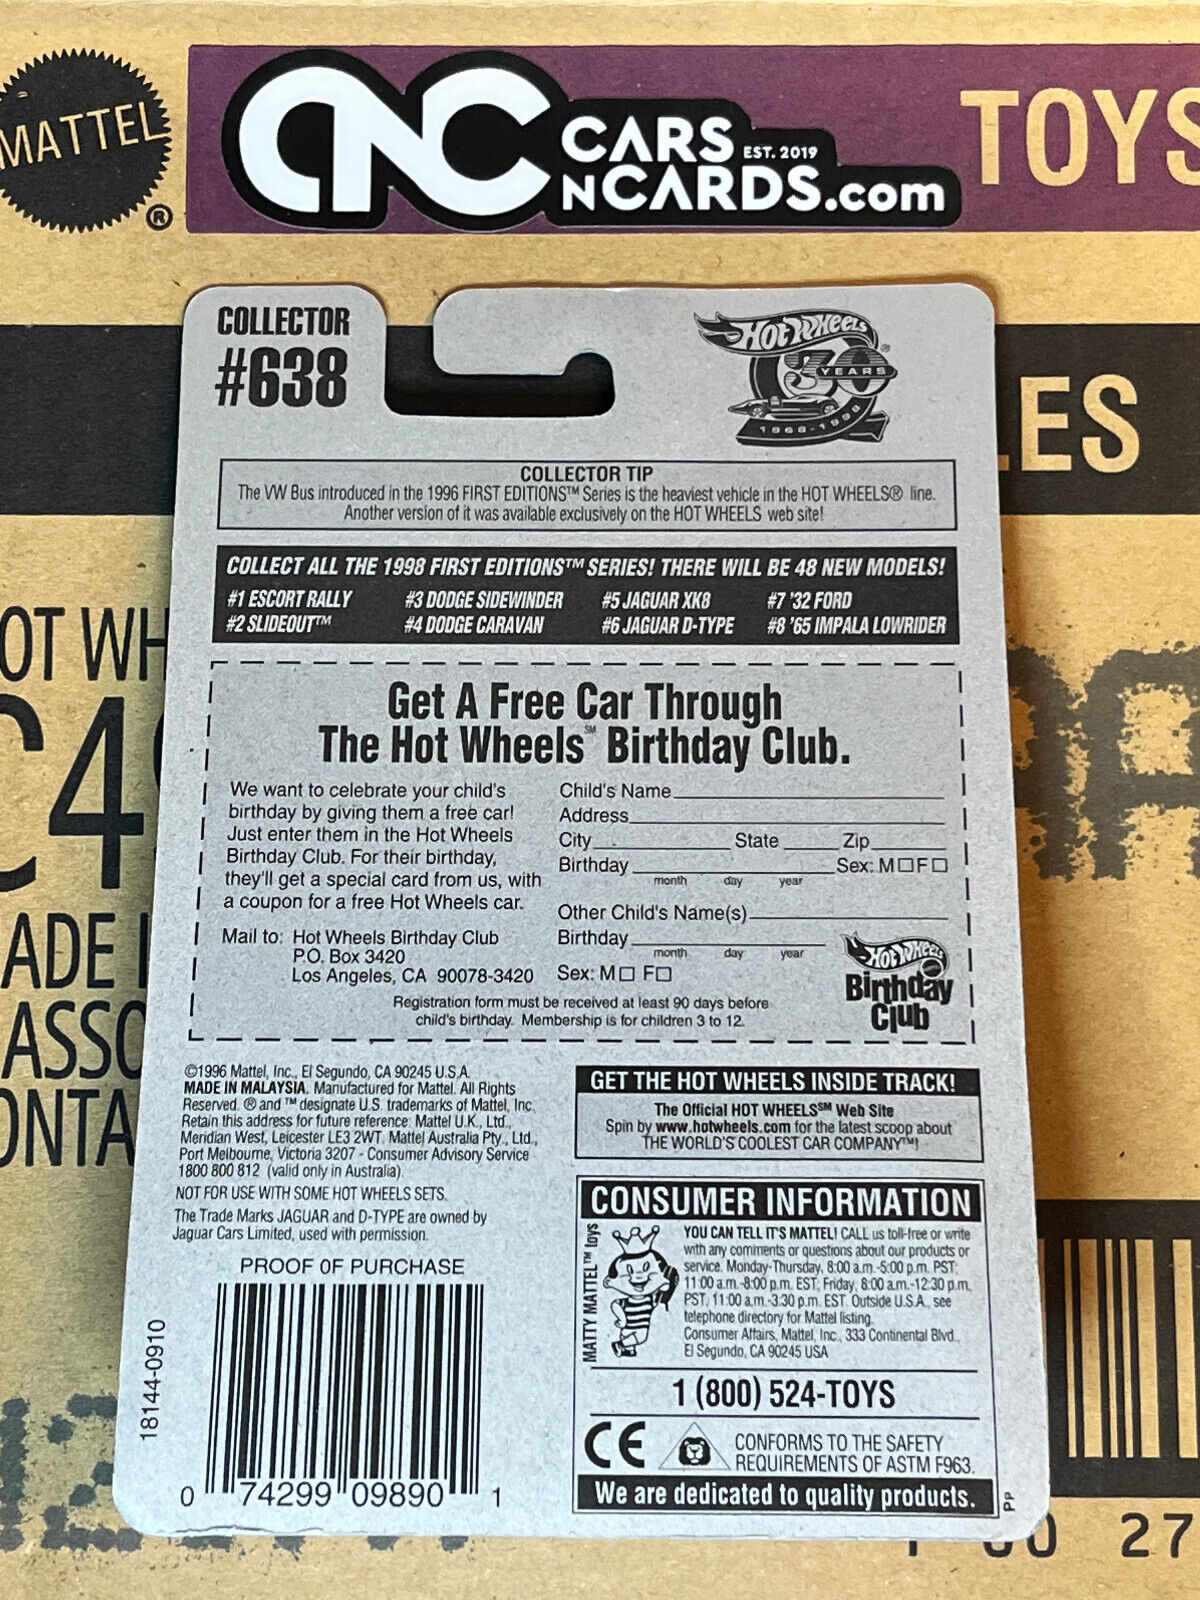 MATTEL
®
CNC
CARS
EST. 2019
NCARDS.com
TOYS
LES
OT WH
C4
ADE I
ASSO
ONTA
COLLECTOR
#638
Hot Wheels
30
YEARS
1968-1998
COLLECTOR TIP
The VW Bus introduced in the 1996 FIRST EDITIONS™ Series is the heaviest vehicle in the HOT WHEELS® line.
Another version of it was available exclusively on the HOT WHEELS web site!
COLLECT ALL THE 1998 FIRST EDITIONS™ SERIES! THERE WILL BE 48 NEW MODELS!
#1 ESCORT RALLY #3 DODGE SIDEWINDER #5 JAGUAR XK8 #7 '32 FORD
#2 SLIDEOUT™ #4 DODGE CARAVAN #6 JAGUAR D-TYPE #8 '65 IMPALA LOWRIDER
Get A Free Car Through
The Hot Wheels℠ Birthday Club.
We want to celebrate your child's
birthday by giving them a free car!
Just enter them in the Hot Wheels
Birthday Club. For their birthday,
they'll get a special card from us, with
a coupon for a free Hot Wheels car.
Mail to: Hot Wheels Birthday Club
P.O. Box 3420
Los Angeles, CA 90078-3420
Child's Name
Address
City State Zip
Birthday Sex: M☐ F☐
month day year
Other Child's Name(s)
Birthday
month day year
Sex: M☐ F☐
Hot Wheels
Birthday
Club
Registration form must be received at least 90 days before
child's birthday. Membership is for children 3 to 12.
©1996 Mattel, Inc., El Segundo, CA 90245 U.S.A.
MADE IN MALAYSIA. Manufactured for Mattel. All Rights
Reserved. ® and ™ designate U.S. trademarks of Mattel, Inc.
Retain this address for future reference: Mattel U.K., Ltd.,
Meridian West, Leicester LE3 2WT. Mattel Australia Pty., Ltd.,
Port Melbourne, Victoria 3207 - Consumer Advisory Service
1800 800 812 (valid only in Australia).
NOT FOR USE WITH SOME HOT WHEELS SETS.
The Trade Marks JAGUAR and D-TYPE are owned by
Jaguar Cars Limited, used with permission.
PROOF OF PURCHASE
18144-0910
0 74299 09890 1
GET THE HOT WHEELS INSIDE TRACK!
The Official HOT WHEELS℠ Web Site
Spin by www.hotwheels.com for the latest scoop about
THE WORLD'S COOLEST CAR COMPANY™!
CONSUMER INFORMATION
MATTY MATTEL™ toys
YOU CAN TELL IT'S MATTEL! CALL us toll-free or write
with any comments or questions about our products or
service. Monday-Thursday, 8:00 a.m.-5:00 p.m. PST;
11:00 a.m.-8:00 p.m. EST; Friday, 8:00 a.m.-12:30 p.m.
PST, 11:00 a.m.-3:30 p.m. EST. Outside U.S.A., see
telephone directory for Mattel listing.
Consumer Affairs, Mattel, Inc., 333 Continental Blvd.,
El Segundo, CA 90245 USA
1 (800) 524-TOYS
CE
CONFORMS TO THE SAFETY
REQUIREMENTS OF ASTM F963.
We are dedicated to quality products.
PP
27